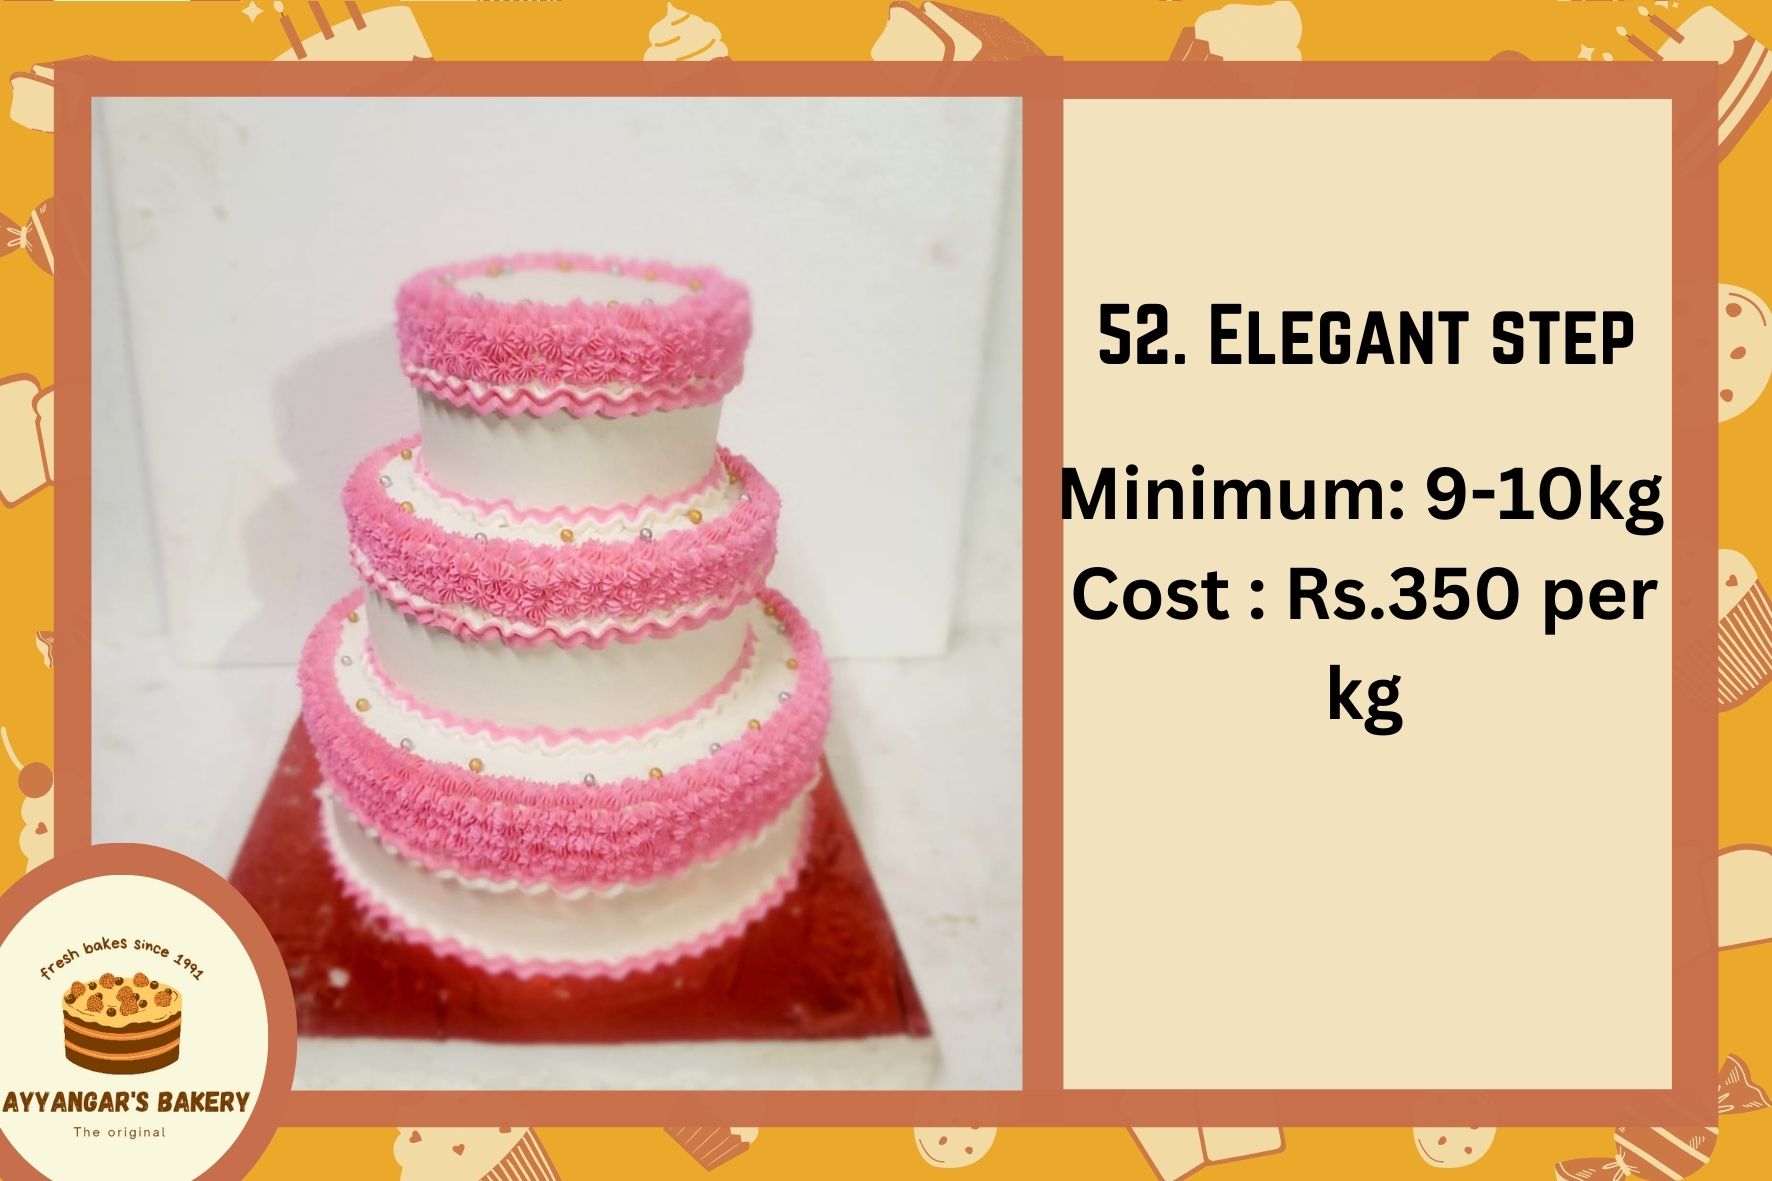 52. ELEGANT STEP
Minimum: 9-10kg
Cost : Rs.350 per
kg
fresh bakes since 1991
AYYANGAR'S BAKERY
The original